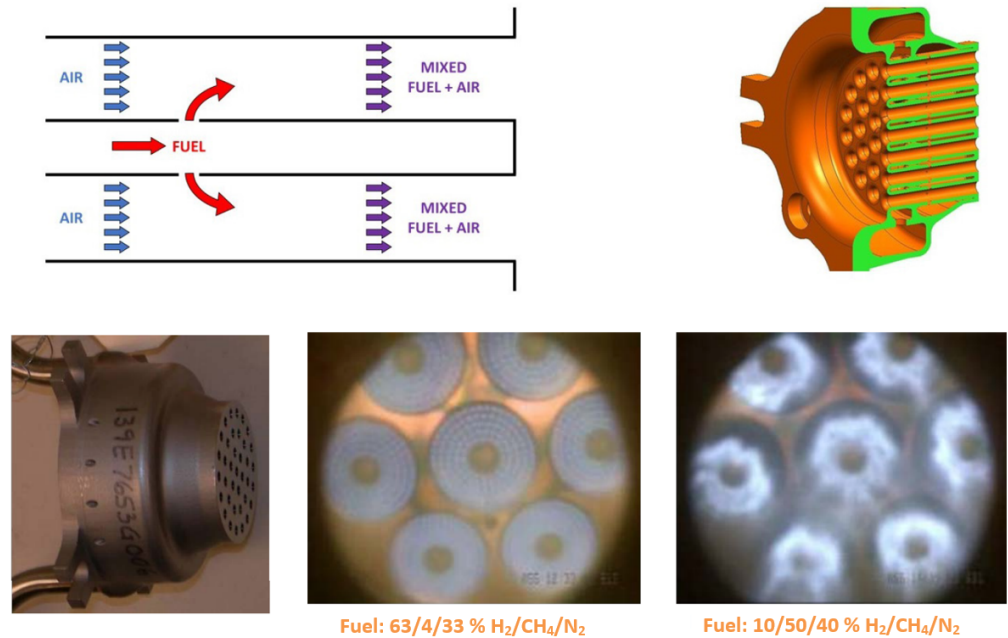 AIR
MIXED
FUEL + AIR
FUEL
AIR
MIXED
FUEL + AIR
Fuel: 63/4/33 % H₂/CH₄/N₂
Fuel: 10/50/40 % H₂/CH₄/N₂